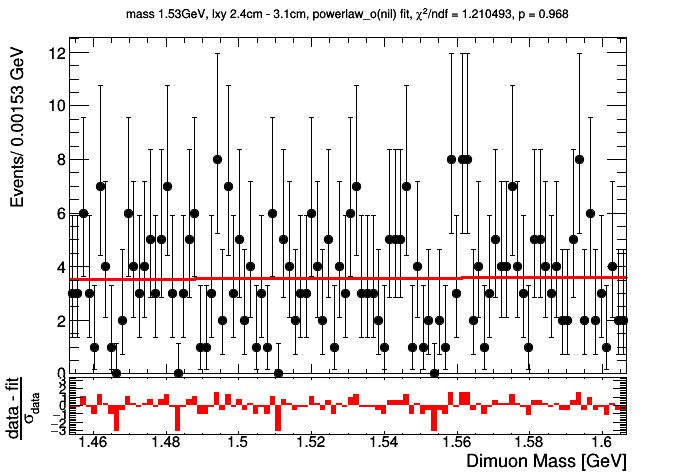 mass 1.53GeV, lxy 2.4cm - 3.1cm, powerlaw_o(nil) fit, χ²/ndf = 1.210493, p = 0.968
Events/ 0.00153 GeV
12
10
8
6
4
2
0
data - fit
σdata
3
2
1
0
−1
−2
−3
1.46 1.48 1.5 1.52 1.54 1.56 1.58 1.6
Dimuon Mass [GeV]